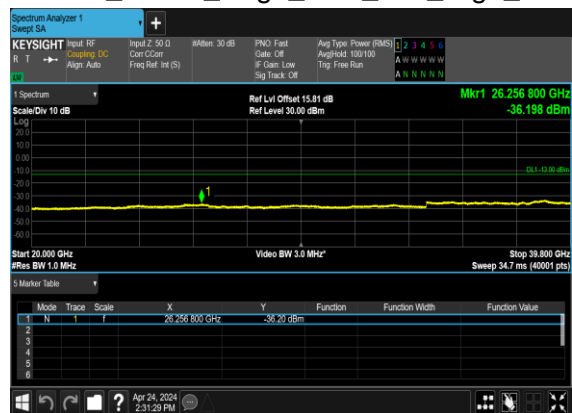 Spectrum Analyzer 1
Swept SA
+
KEYSIGHT Input: RF Input Z: 50 Ω #Atten: 30 dB PNO: Fast Avg Type: Power (RMS) 1 2 3 4 5 6
R T Coupling: DC Corr CCorr Gate: Off Avg|Hold: 100/100 A W W W W W
Align: Auto Freq Ref: Int (S) IF Gain: Low Trig: Free Run
Sig Track: Off A N N N N N
1 Spectrum Ref Lvl Offset 15.81 dB Mkr1 26.256 800 GHz
Scale/Div 10 dB Ref Level 30.00 dBm -36.198 dBm
Log
20.0
10.0
0.00
-10.0
DL1 -13.00 dBm
-20.0
-30.0
1
-40.0
-50.0
-60.0
Start 20.000 GHz Video BW 3.0 MHz* Stop 39.800 GHz
#Res BW 1.0 MHz Sweep 34.7 ms (40001 pts)
5 Marker Table
Mode Trace Scale X Y Function Function Width Function Value
1 N 1 f 26.256 800 GHz -36.20 dBm
2
3
4
5
6
? Apr 24, 2024
2:31:29 PM